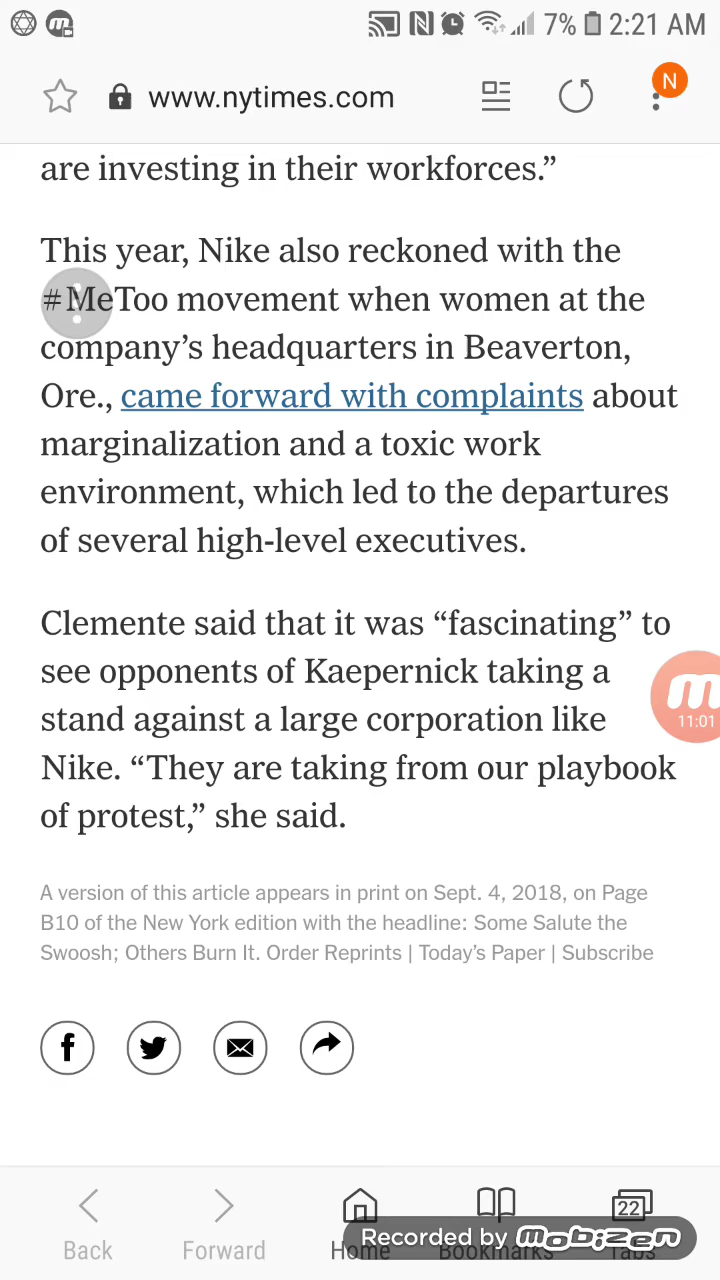 7% 2:21 AM
www.nytimes.com
N
are investing in their workforces.”
This year, Nike also reckoned with the
#MeToo movement when women at the
company’s headquarters in Beaverton,
Ore., came forward with complaints about
marginalization and a toxic work
environment, which led to the departures
of several high-level executives.
Clemente said that it was “fascinating” to
see opponents of Kaepernick taking a
stand against a large corporation like
Nike. “They are taking from our playbook
of protest,” she said.
11:01
A version of this article appears in print on Sept. 4, 2018, on Page
B10 of the New York edition with the headline: Some Salute the
Swoosh; Others Burn It. Order Reprints | Today’s Paper | Subscribe
22
Recorded by mobizen
Back Forward Home Bookmarks Tabs